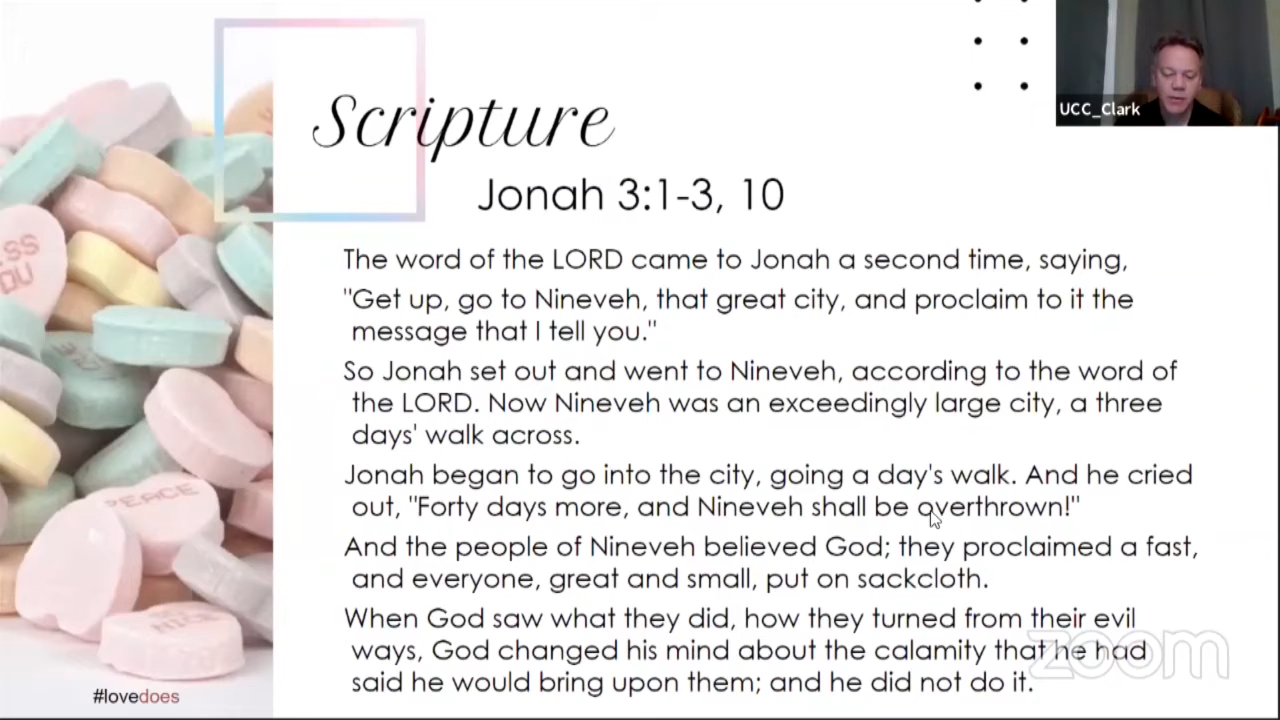 Scripture
UCC_Clark
Jonah 3:1-3, 10
The word of the LORD came to Jonah a second time, saying,
"Get up, go to Nineveh, that great city, and proclaim to it the
message that I tell you."
So Jonah set out and went to Nineveh, according to the word of
the LORD. Now Nineveh was an exceedingly large city, a three
days' walk across.
Jonah began to go into the city, going a day's walk. And he cried
out, "Forty days more, and Nineveh shall be overthrown!"
And the people of Nineveh believed God; they proclaimed a fast,
and everyone, great and small, put on sackcloth.
When God saw what they did, how they turned from their evil
ways, God changed his mind about the calamity that he had
said he would bring upon them; and he did not do it.
zoom
YOU
PEACE
NICE
#lovedoes